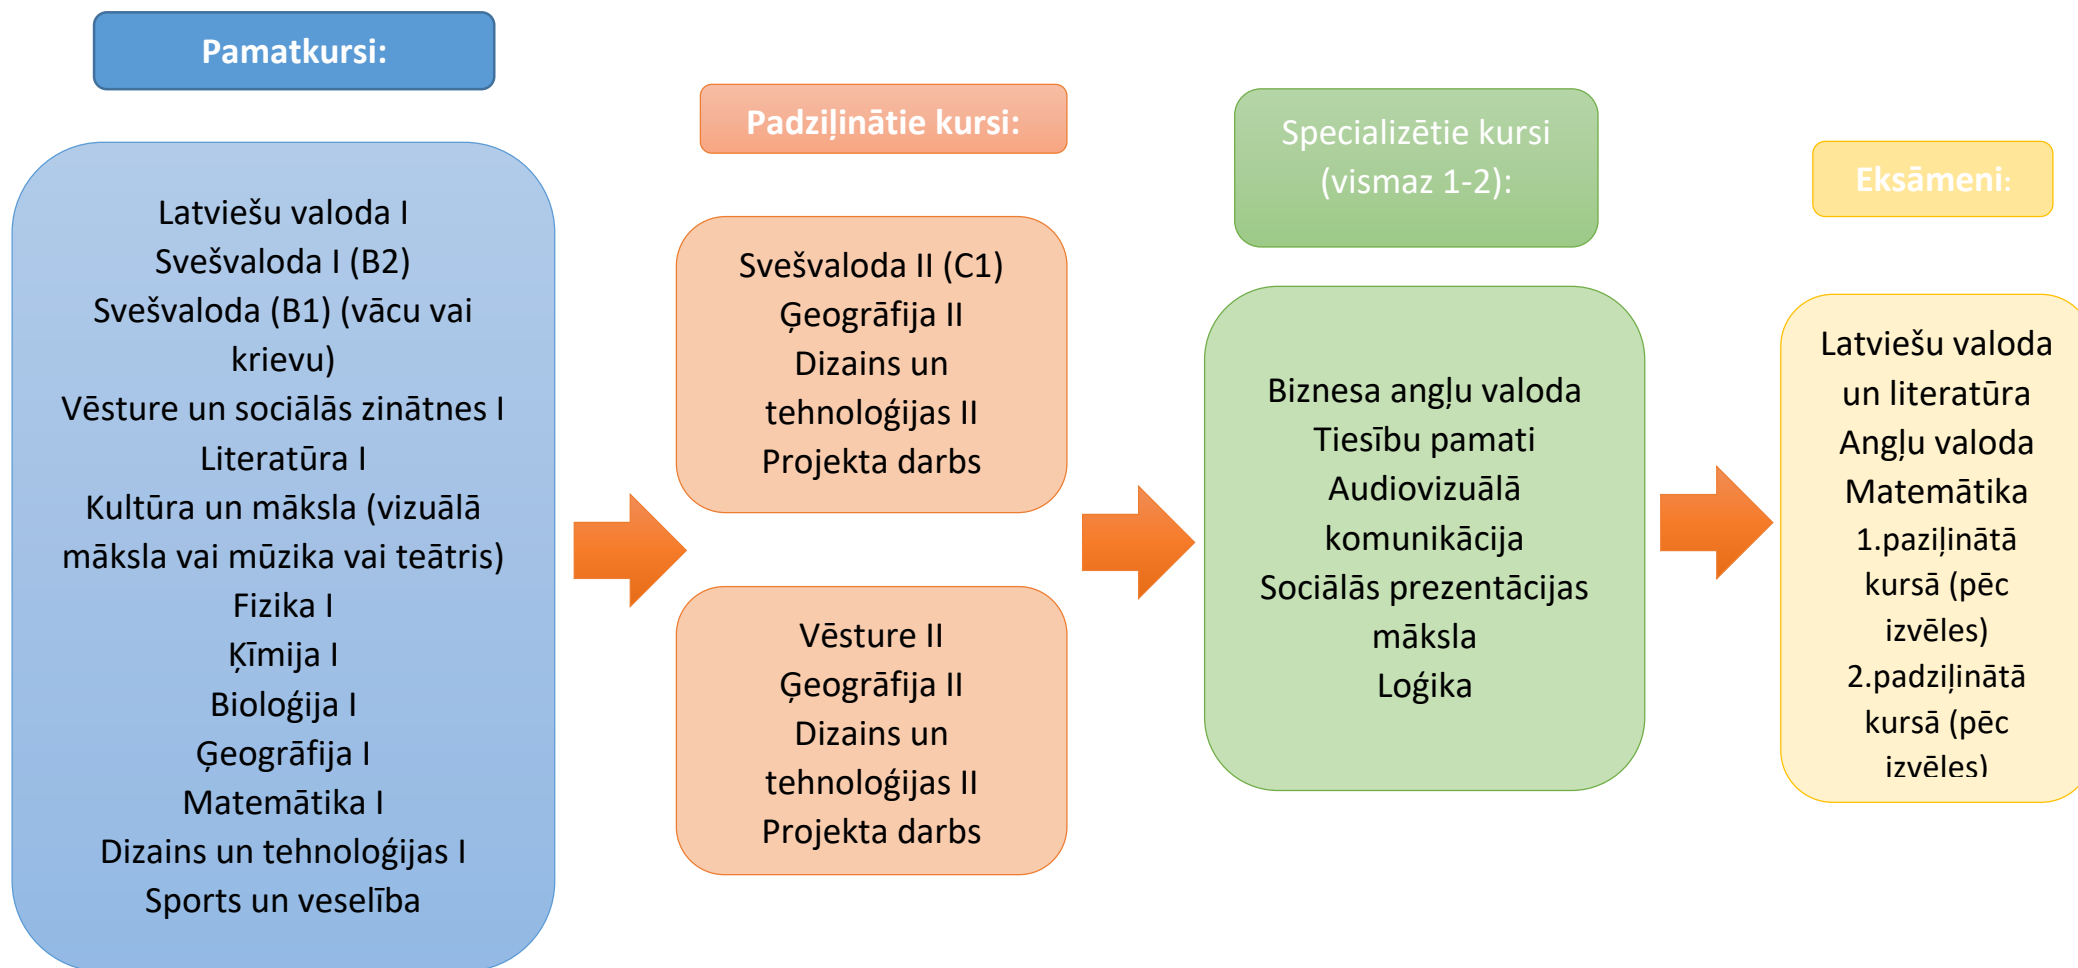 Pamatkursi:
Latviešu valoda I
Svešvaloda I (B2)
Svešvaloda (B1) (vācu vai
krievu)
Vēsture un sociālās zinātnes I
Literatūra I
Kultūra un māksla (vizuālā
māksla vai mūzika vai teātris)
Fizika I
Ķīmija I
Bioloģija I
Ģeogrāfija I
Matemātika I
Dizains un tehnoloģijas I
Sports un veselība
Padziļinātie kursi:
Svešvaloda II (C1)
Ģeogrāfija II
Dizains un
tehnoloģijas II
Projekta darbs
Vēsture II
Ģeogrāfija II
Dizains un
tehnoloģijas II
Projekta darbs
Specializētie kursi
(vismaz 1-2):
Biznesa angļu valoda
Tiesību pamati
Audiovizuālā
komunikācija
Sociālās prezentācijas
māksla
Loģika
Eksāmeni:
Latviešu valoda
un literatūra
Angļu valoda
Matemātika
1.paziļinātā
kursā (pēc
izvēles)
2.padziļinātā
kursā (pēc
izvēles)